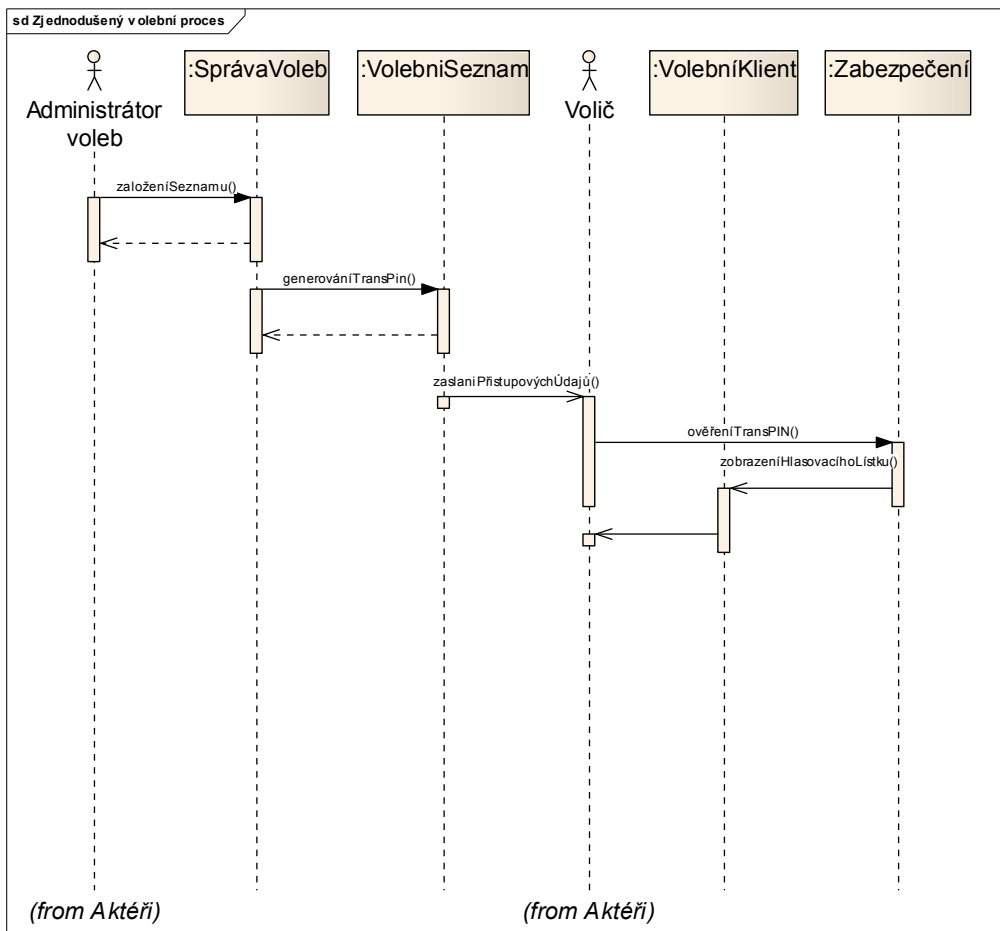 sd Zjednodušený volební proces
Administrátor
voleb
:SprávaVoleb
:VolebniSeznam
Volič
:VolebníKlient
:Zabezpečení
založeníSeznamu()
generováníTransPin()
zaslaniPřistupovýchÚdajů()
ověřeníTransPIN()
zobrazeníHlasovacíhoLístku()
(from Aktéři)
(from Aktéři)